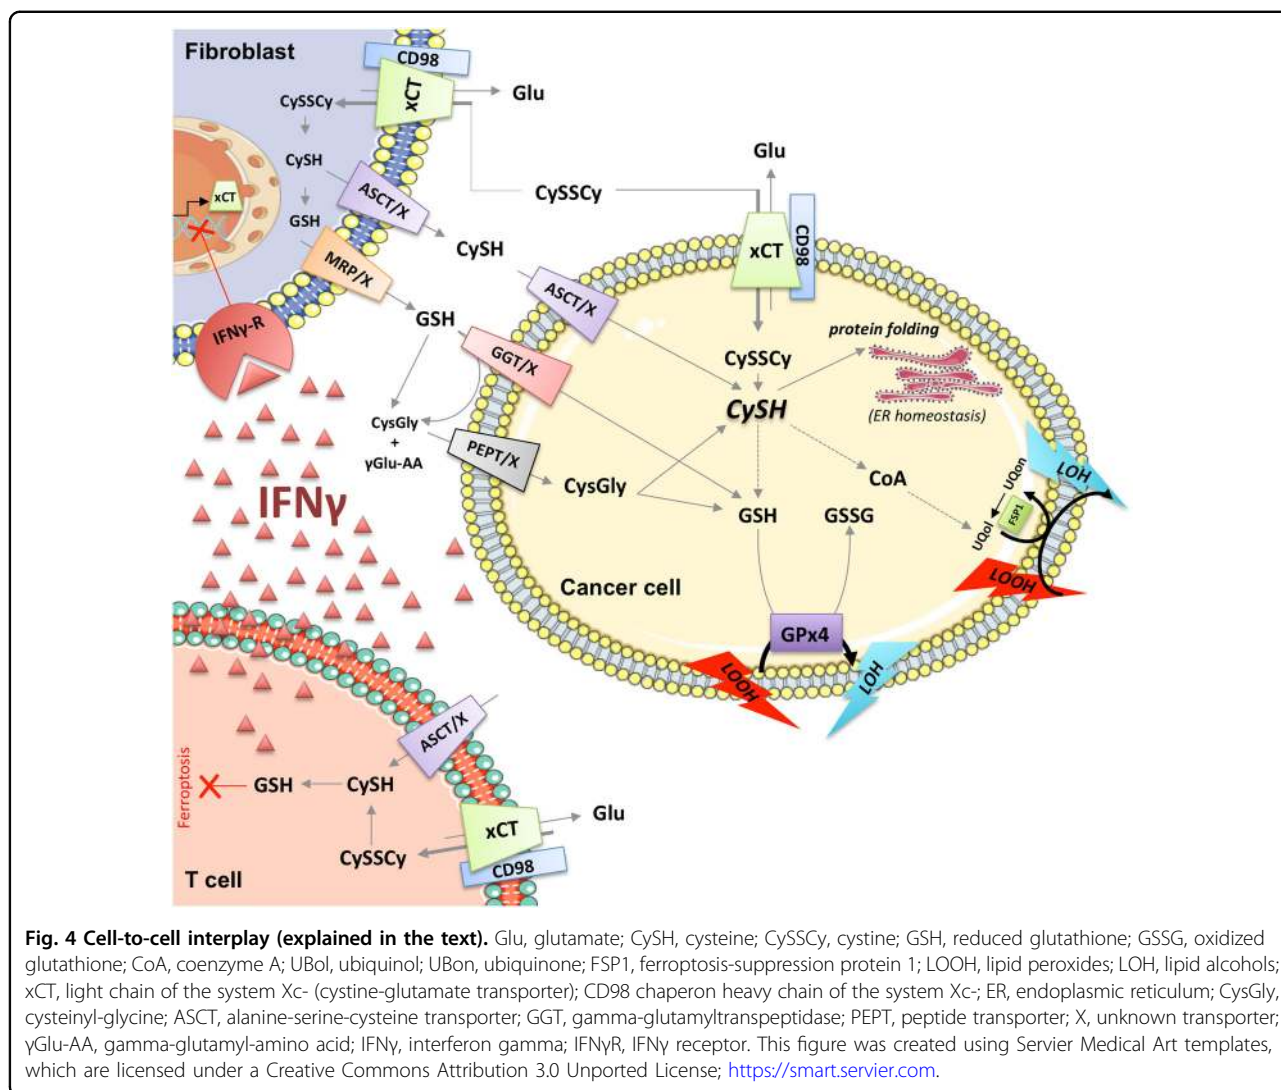 Fibroblast
CD98
xCT
Glu
CySSCy
CySH
xCT
GSH
ASCT/X
MRP/X
CySH
GSH
IFNγ-R
CySSCy
Glu
xCT
CD98
ASCT/X
GGT/X
CysGly
+
γGlu-AA
PEPT/X
CysGly
CySSCy
CySH
protein folding
(ER homeostasis)
CoA
GSH
GSSG
UQon
UQol
FSP1
LOH
LOOH
Cancer cell
GPx4
LOOH
LOH
IFNγ
Ferroptosis
GSH
CySH
ASCT/X
CySSCy
xCT
CD98
Glu
T cell
Fig. 4 Cell-to-cell interplay (explained in the text). Glu, glutamate; CySH, cysteine; CySSCy, cystine; GSH, reduced glutathione; GSSG, oxidized
glutathione; CoA, coenzyme A; UBol, ubiquinol; UBon, ubiquinone; FSP1, ferroptosis-suppression protein 1; LOOH, lipid peroxides; LOH, lipid alcohols;
xCT, light chain of the system Xc- (cystine-glutamate transporter); CD98 chaperon heavy chain of the system Xc-; ER, endoplasmic reticulum; CysGly,
cysteinyl-glycine; ASCT, alanine-serine-cysteine transporter; GGT, gamma-glutamyltranspeptidase; PEPT, peptide transporter; X, unknown transporter;
γGlu-AA, gamma-glutamyl-amino acid; IFNγ, interferon gamma; IFNγR, IFNγ receptor. This figure was created using Servier Medical Art templates,
which are licensed under a Creative Commons Attribution 3.0 Unported License; https://smart.servier.com.